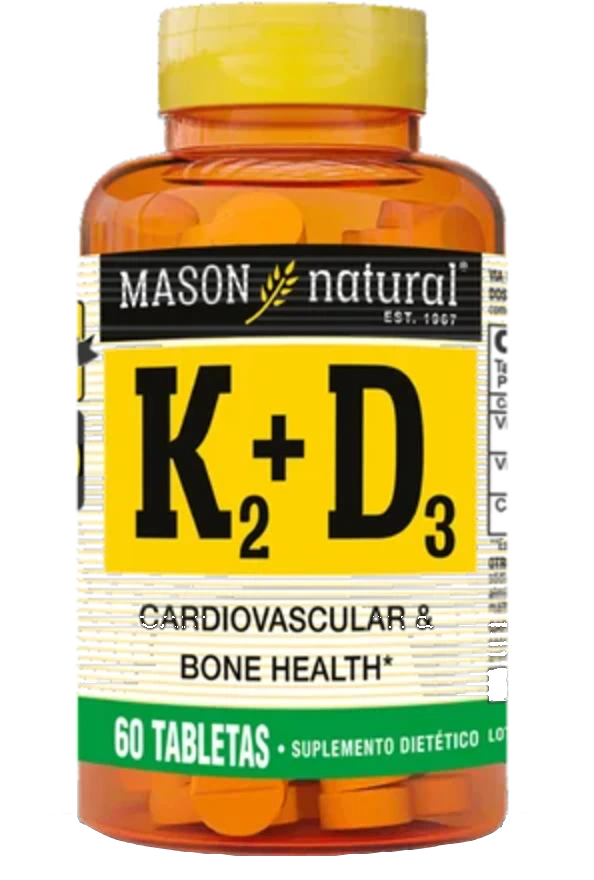 MASON natural®
EST. 1967
K2+D3
CARDIOVASCULAR &
BONE HEALTH*
60 TABLETAS • SUPLEMENTO DIETÉTICO